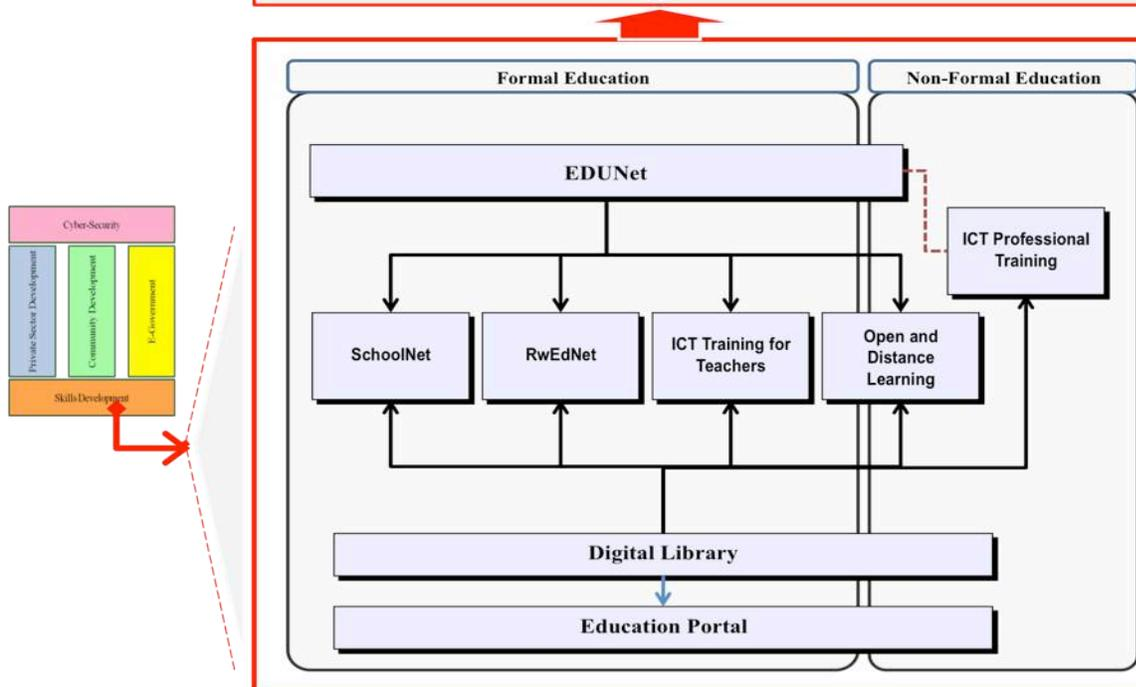 Formal Education
Non-Formal Education
EDUNet
ICT Professional
Training
SchoolNet
RwEdNet
ICT Training for
Teachers
Open and
Distance
Learning
Digital Library
Education Portal
Cyber-Security
Private Sector Development
Community Development
E-Government
Skills Development